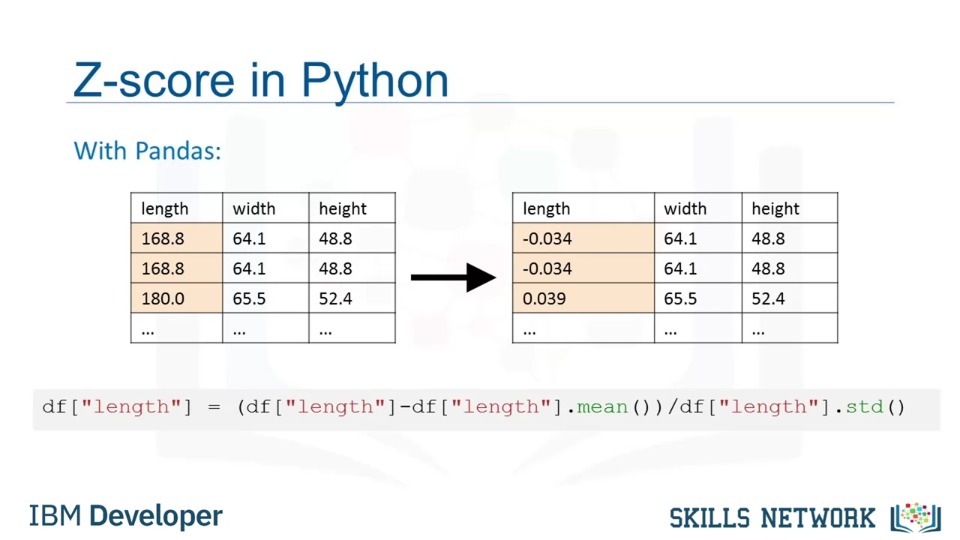 Z-score in Python
With Pandas:
length width height
168.8 64.1 48.8
168.8 64.1 48.8
180.0 65.5 52.4
... ... ...
length width height
-0.034 64.1 48.8
-0.034 64.1 48.8
0.039 65.5 52.4
... ... ...
df["length"] = (df["length"]-df["length"].mean())/df["length"].std()
IBM Developer
SKILLS NETWORK